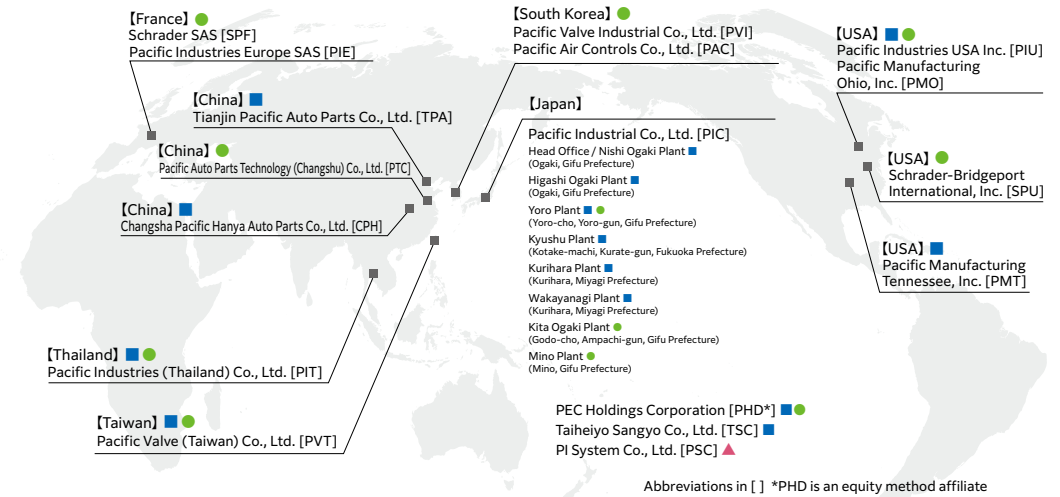 【France】
Schrader SAS [SPF]
Pacific Industries Europe SAS [PIE]
【China】
Tianjin Pacific Auto Parts Co., Ltd. [TPA]
【China】
Pacific Auto Parts Technology (Changshu) Co., Ltd. [PTC]
【China】
Changsha Pacific Hanya Auto Parts Co., Ltd. [CPH]
【Thailand】
Pacific Industries (Thailand) Co., Ltd. [PIT]
【Taiwan】
Pacific Valve (Taiwan) Co., Ltd. [PVT]
【South Korea】
Pacific Valve Industrial Co., Ltd. [PVI]
Pacific Air Controls Co., Ltd. [PAC]
【Japan】
Pacific Industrial Co., Ltd. [PIC]
Head Office / Nishi Ogaki Plant
(Ogaki, Gifu Prefecture)
Higashi Ogaki Plant
(Ogaki, Gifu Prefecture)
Yoro Plant
(Yoro-cho, Yoro-gun, Gifu Prefecture)
Kyushu Plant
(Kotake-machi, Kurate-gun, Fukuoka Prefecture)
Kurihara Plant
(Kurihara, Miyagi Prefecture)
Wakayanagi Plant
(Kurihara, Miyagi Prefecture)
Kita Ogaki Plant
(Godo-cho, Ampachi-gun, Gifu Prefecture)
Mino Plant
(Mino, Gifu Prefecture)
PEC Holdings Corporation [PHD*]
Taiheiyo Sangyo Co., Ltd. [TSC]
PI System Co., Ltd. [PSC]
【USA】
Pacific Industries USA Inc. [PIU]
Pacific Manufacturing
Ohio, Inc. [PMO]
【USA】
Schrader-Bridgeport
International, Inc. [SPU]
【USA】
Pacific Manufacturing
Tennessee, Inc. [PMT]
Abbreviations in [ ] *PHD is an equity method affiliate